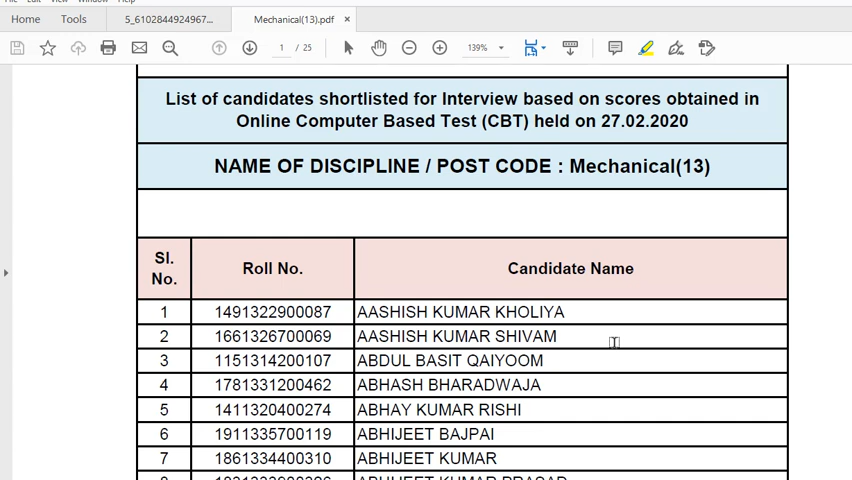 Home Tools 5_6102844924967... Mechanical(13).pdf ×
1 / 25 139%
List of candidates shortlisted for Interview based on scores obtained in
Online Computer Based Test (CBT) held on 27.02.2020
NAME OF DISCIPLINE / POST CODE : Mechanical(13)
Sl. No. Roll No. Candidate Name
1 1491322900087 AASHISH KUMAR KHOLIYA
2 1661326700069 AASHISH KUMAR SHIVAM
3 1151314200107 ABDUL BASIT QAIYOOM
4 1781331200462 ABHASH BHARADWAJA
5 1411320400274 ABHAY KUMAR RISHI
6 1911335700119 ABHIJEET BAJPAI
7 1861334400310 ABHIJEET KUMAR